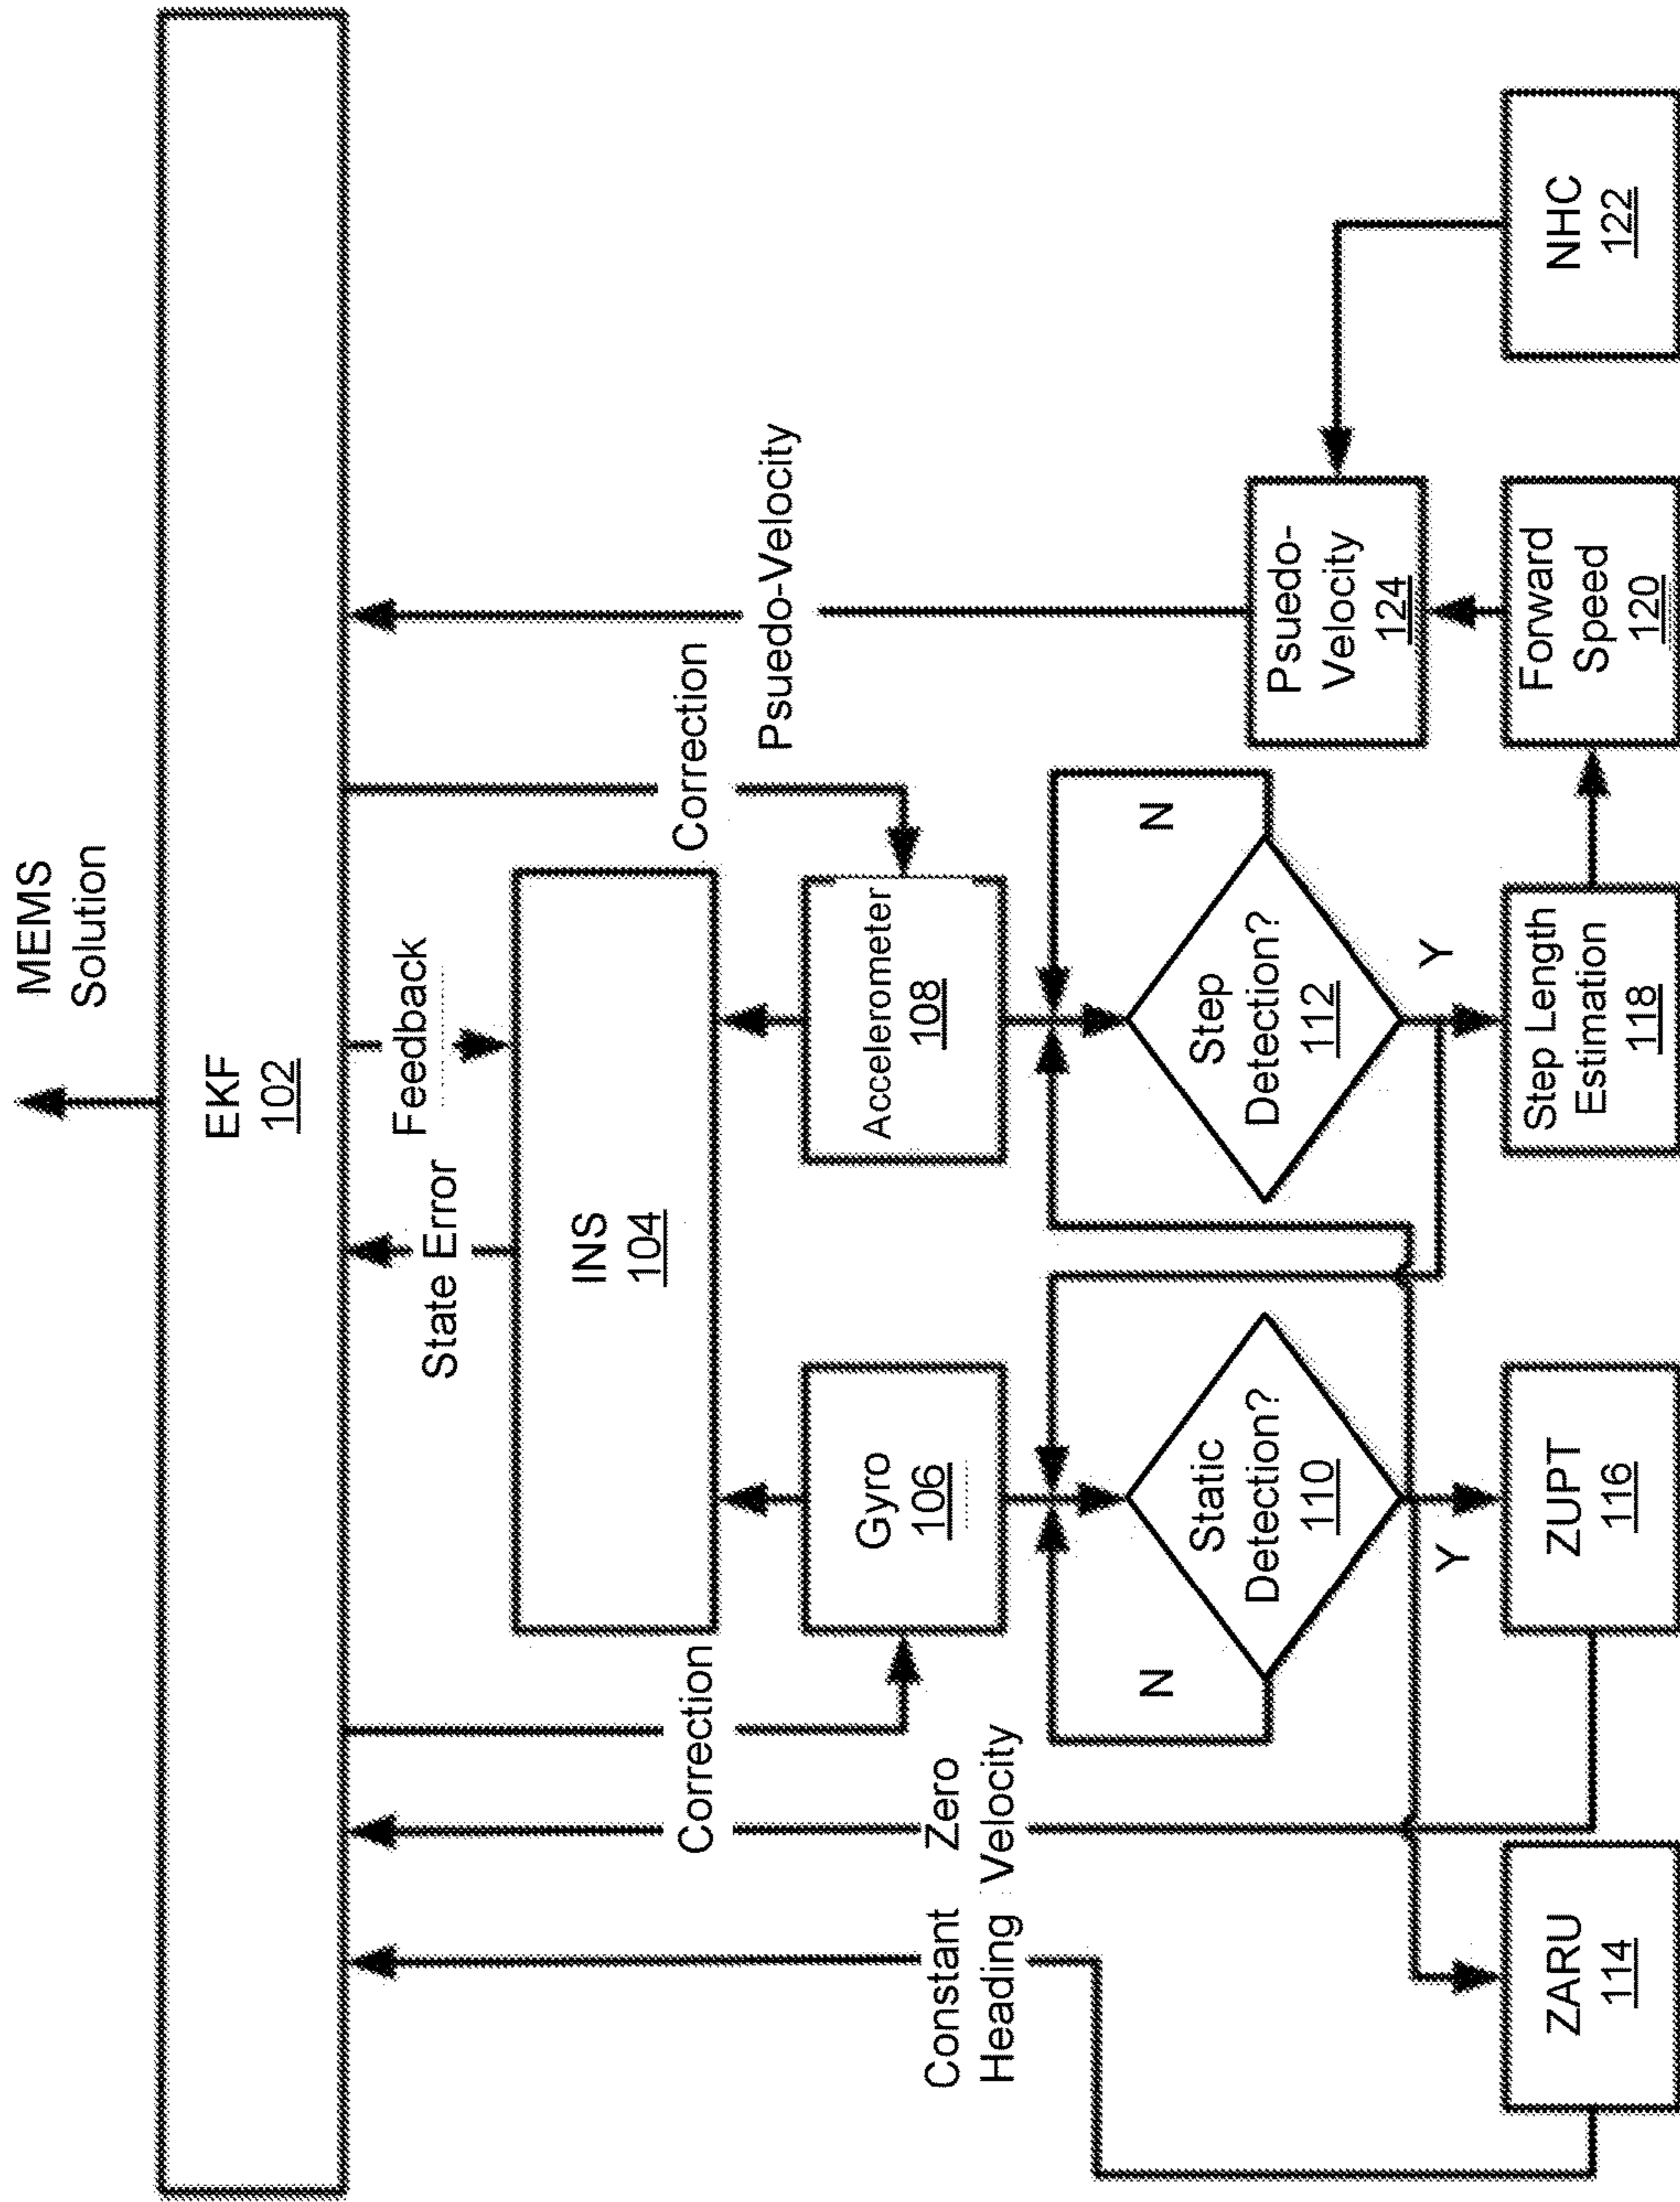 MEMS
Solution
EKF
102
State Error
Feedback
INS
104
Constant
Heading
Zero
Velocity
Correction
Correction
Psuedo-Velocity
Gyro
106
Accelerometer
108
N
Static
Detection?
110
Y
Step
Detection?
112
N
Y
Psuedo-
Velocity
124
ZARU
114
ZUPT
116
Step Length
Estimation
118
Forward
Speed
120
NHC
122